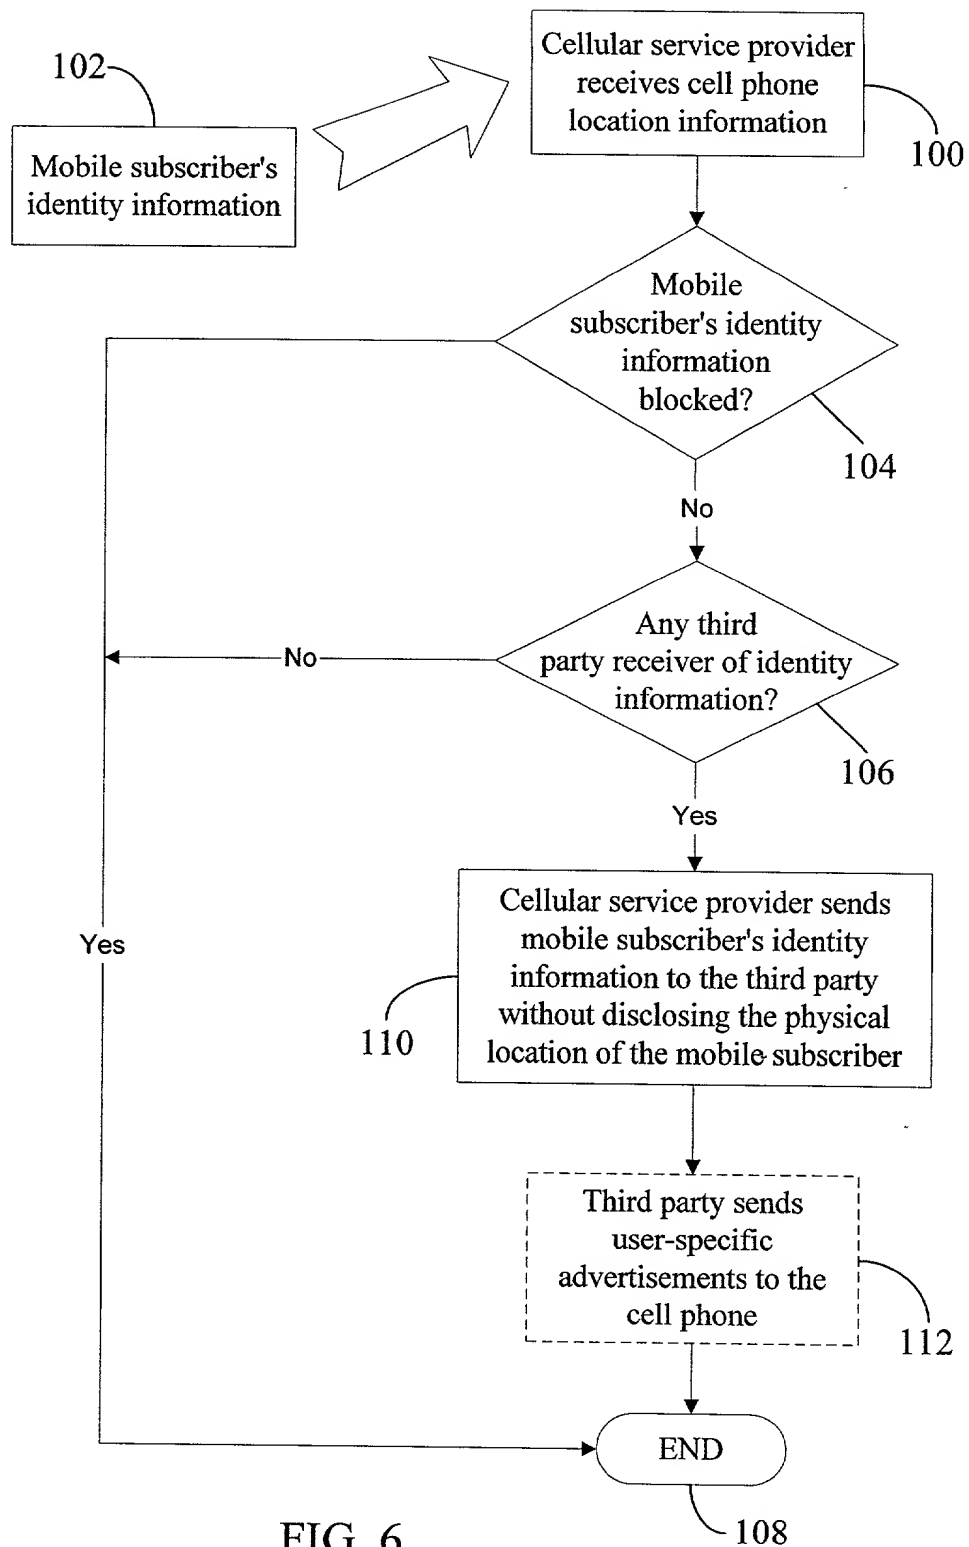 Cellular service provider
receives cell phone
location information
100
102
Mobile subscriber's
identity information
Mobile
subscriber's identity
information
blocked?
104
No
Any third
party receiver of identity
information?
106
No
Yes
Cellular service provider sends
mobile subscriber's identity
information to the third party
without disclosing the physical
location of the mobile subscriber
110
Yes
Third party sends
user-specific
advertisements to the
cell phone
112
END
108
FIG. 6